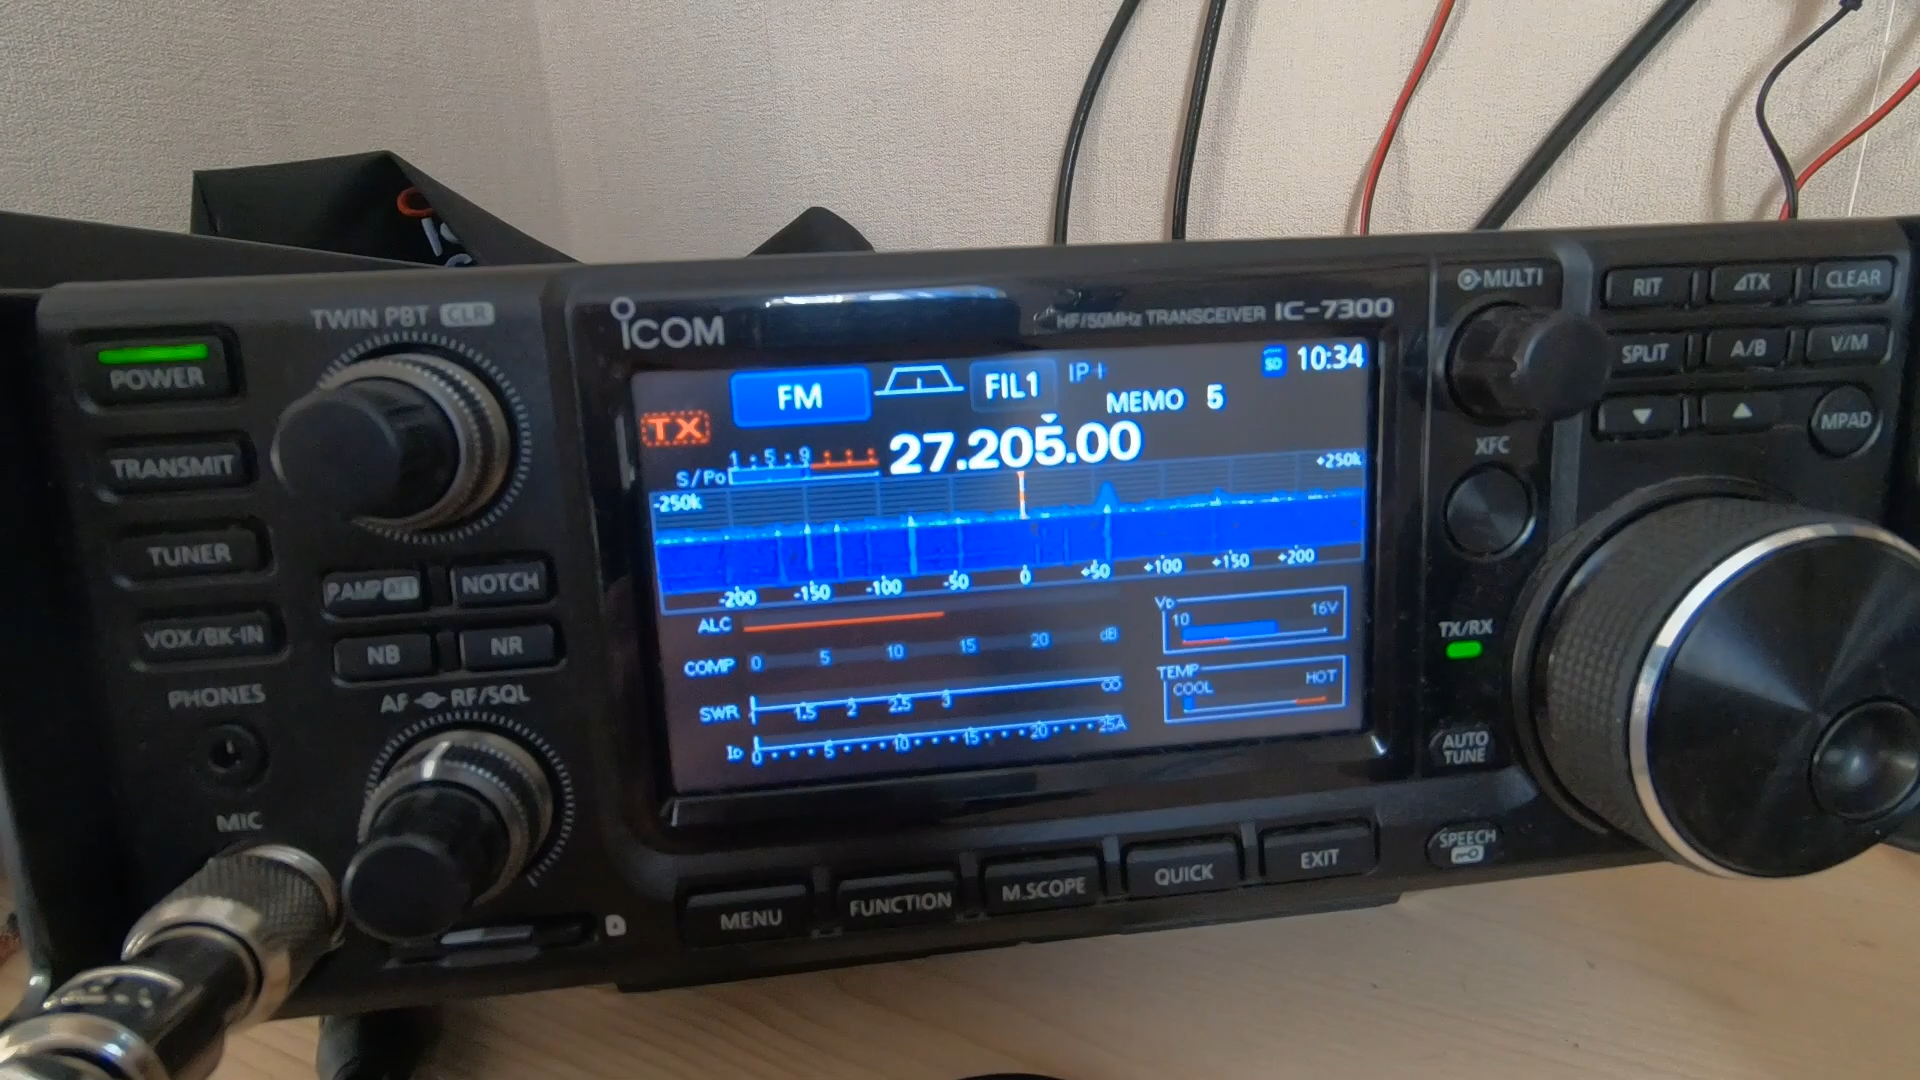 TWIN PBT CLR
POWER
TRANSMIT
TUNER
VOX/BK-IN
P.AMP ATT
NOTCH
NB
NR
PHONES
AF RF/SQL
MIC
ICOM
HF/50MHz TRANSCEIVER IC-7300
FM
FIL1
IP+
SD
10:34
TX
MEMO 5
27.205.00
S/Po
1 5 9
-250k
+250k
-200 -150 -100 -50 0 +50 +100 +150 +200
ALC
COMP 0 5 10 15 20 dB
SWR 1 1.5 2 2.5 3 ∞
ID 0 5 10 15 20 25A
VD
10 16V
TEMP
COOL HOT
MENU
FUNCTION
M.SCOPE
QUICK
EXIT
MULTI
RIT
ΔTX
CLEAR
SPLIT
A/B
V/M
▼
▲
MPAD
XFC
TX/RX
AUTO
TUNE
SPEECH